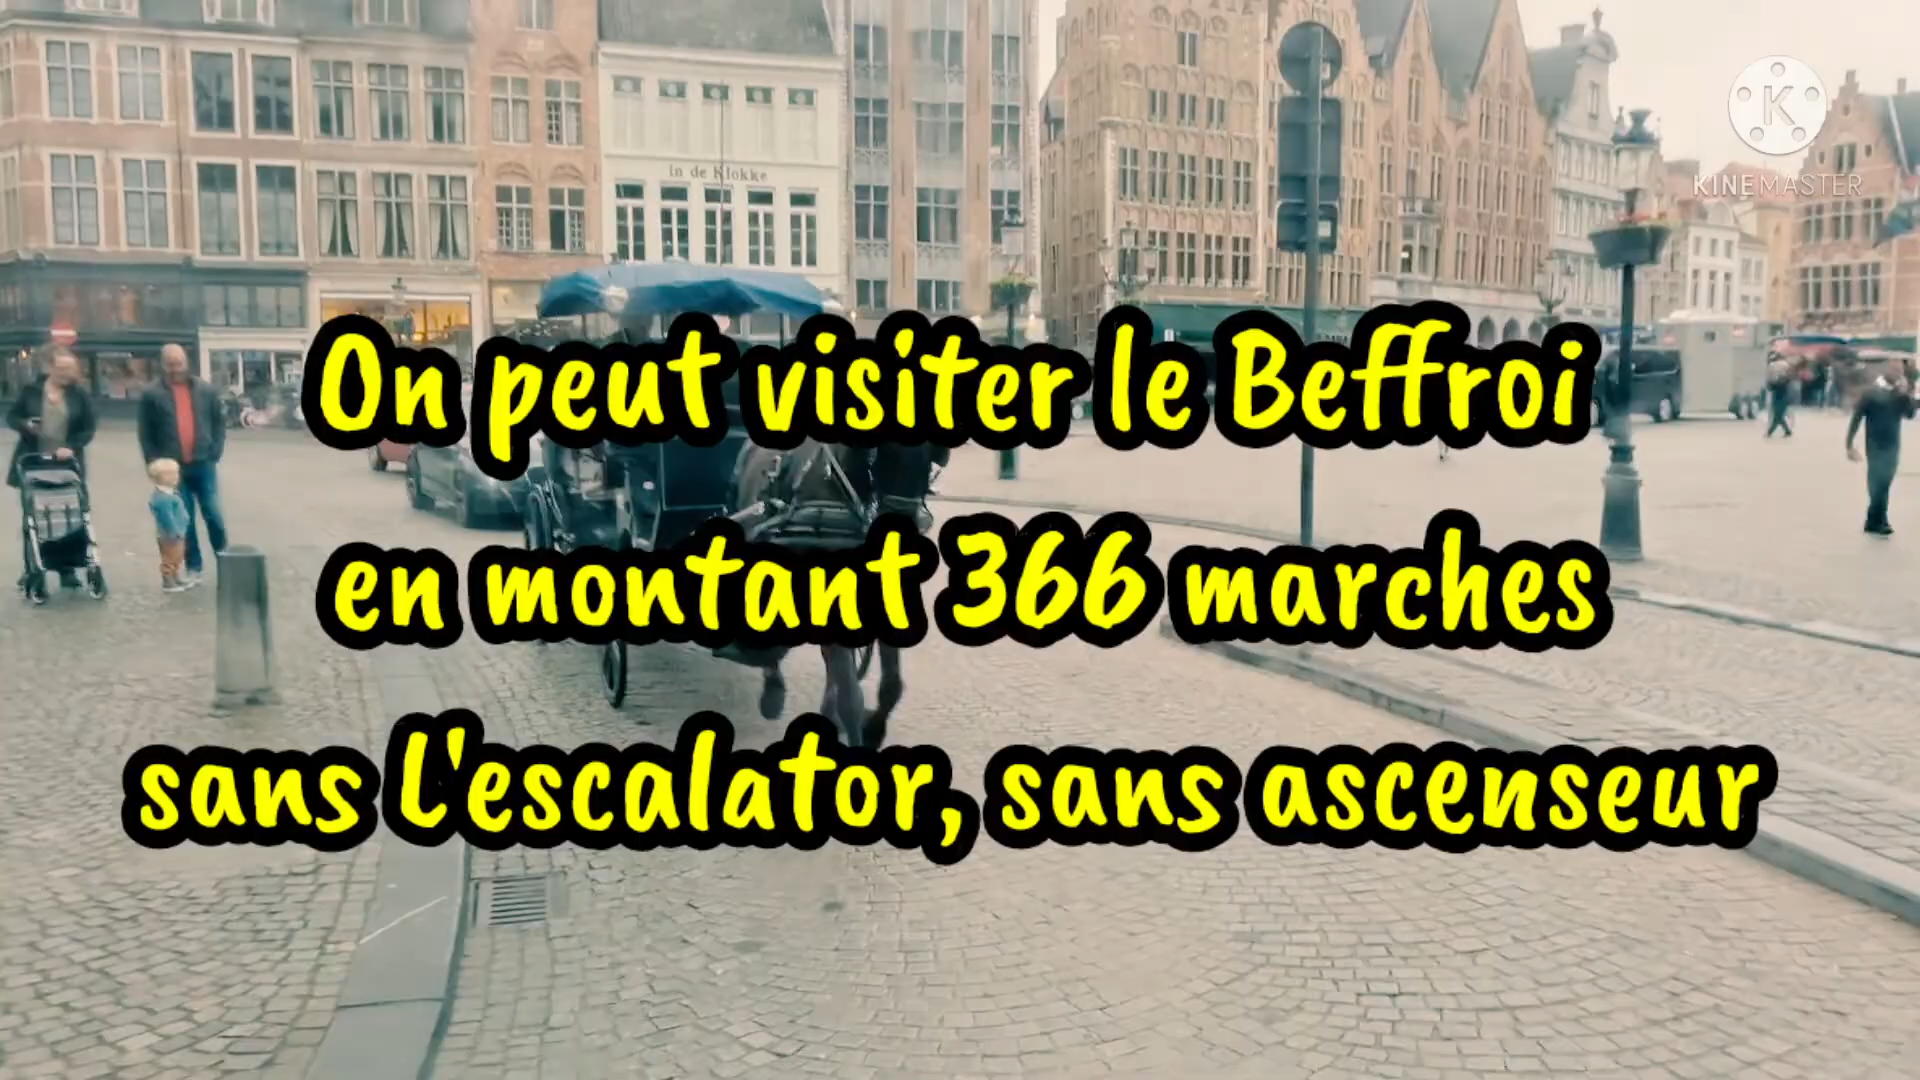 in de Klokke
KINEMASTER
On peut visiter le Beffroi
en montant 366 marches
sans L'escalator, sans ascenseur